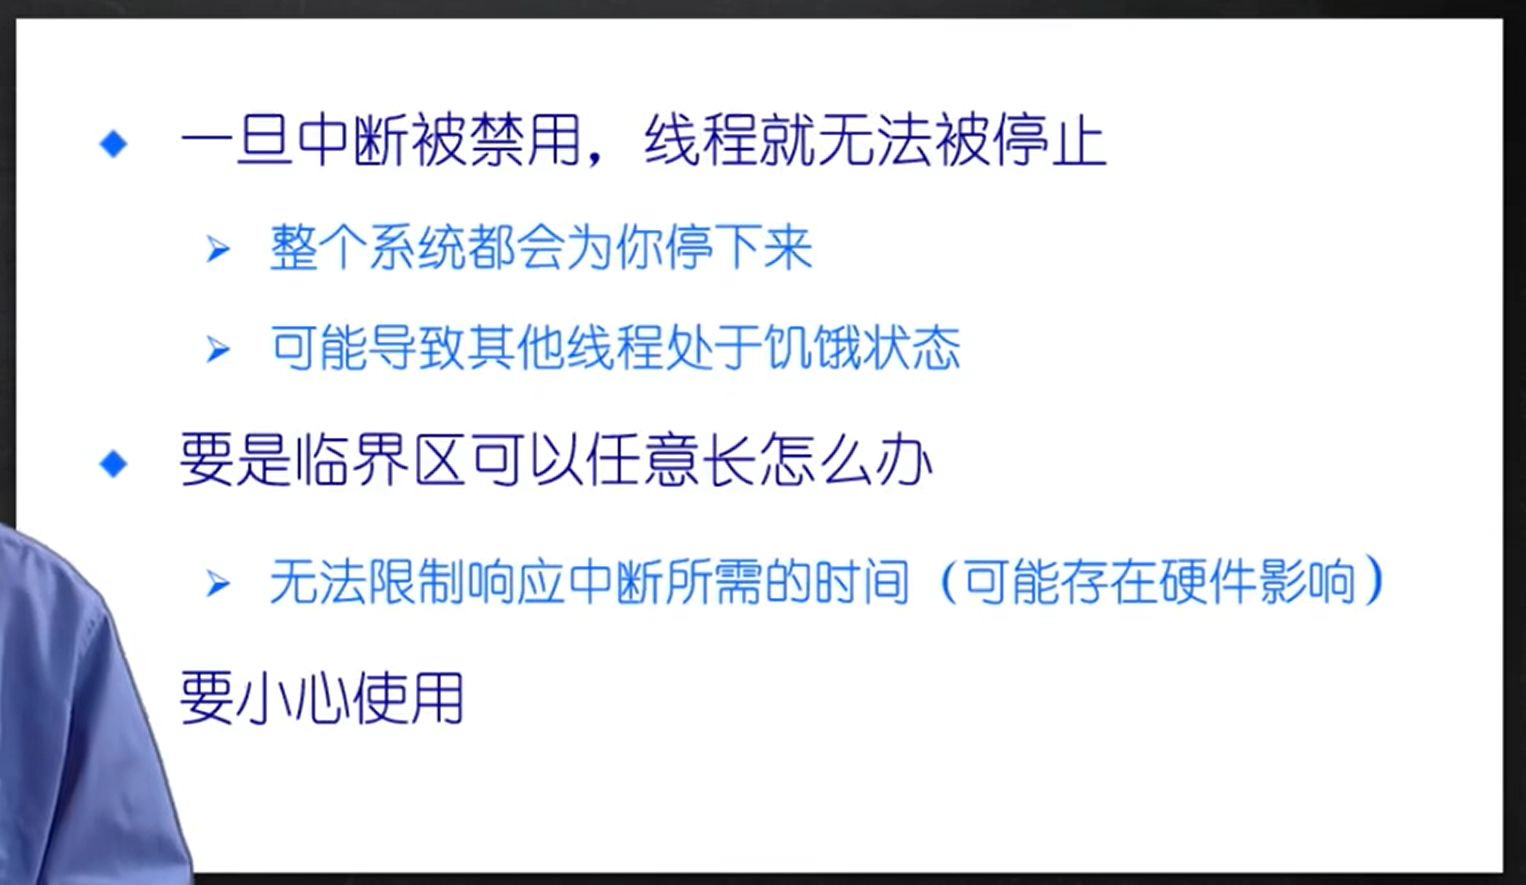 一旦中断被禁用，线程就无法被停止
整个系统都会为你停下来
可能导致其他线程处于饥饿状态
要是临界区可以任意长怎么办
无法限制响应中断所需的时间（可能存在硬件影响）
要小心使用